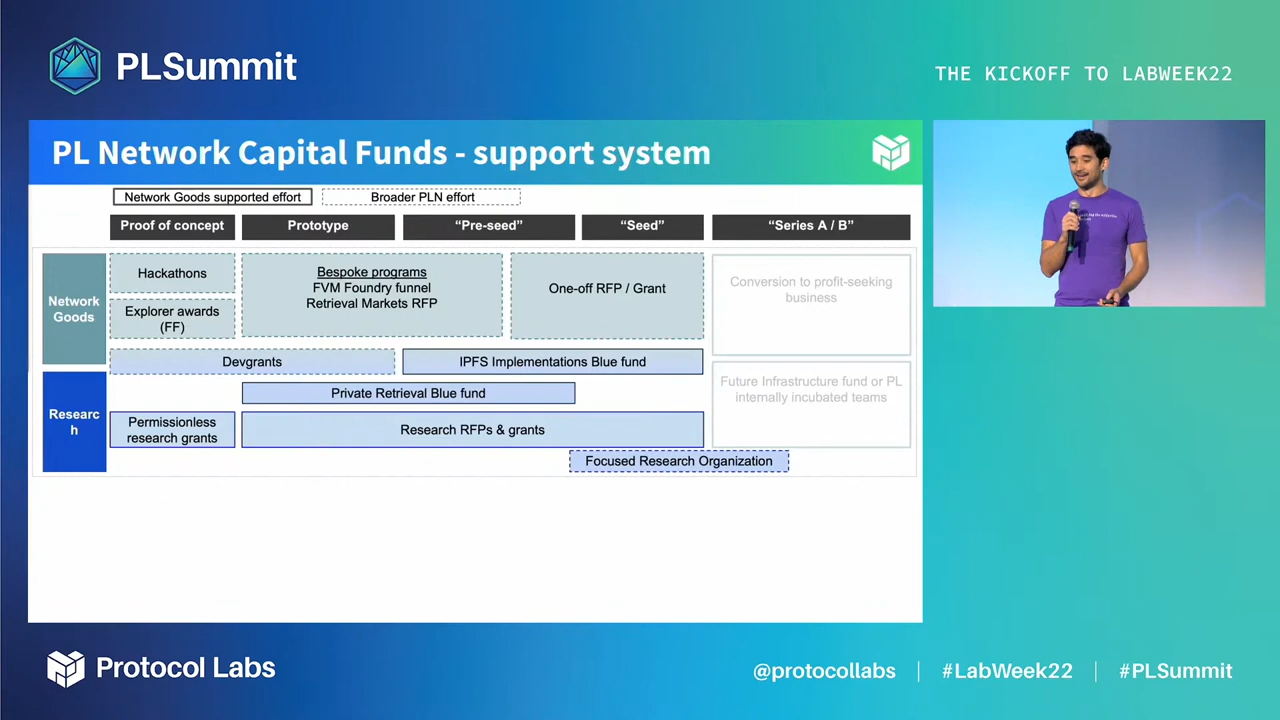 PLSummit
THE KICKOFF TO LABWEEK22
PL Network Capital Funds - support system
Network Goods supported effort
Broader PLN effort
Proof of concept
Prototype
“Pre-seed”
“Seed”
“Series A / B”
Network
Goods
Hackathons
Explorer awards
(FF)
Bespoke programs
FVM Foundry funnel
Retrieval Markets RFP
One-off RFP / Grant
Conversion to profit-seeking
business
Devgrants
IPFS Implementations Blue fund
Researc
h
Private Retrieval Blue fund
Future Infrastructure fund or PL
internally incubated teams
Permissionless
research grants
Research RFPs & grants
Focused Research Organization
Protocol Labs
@protocollabs
#LabWeek22
#PLSummit